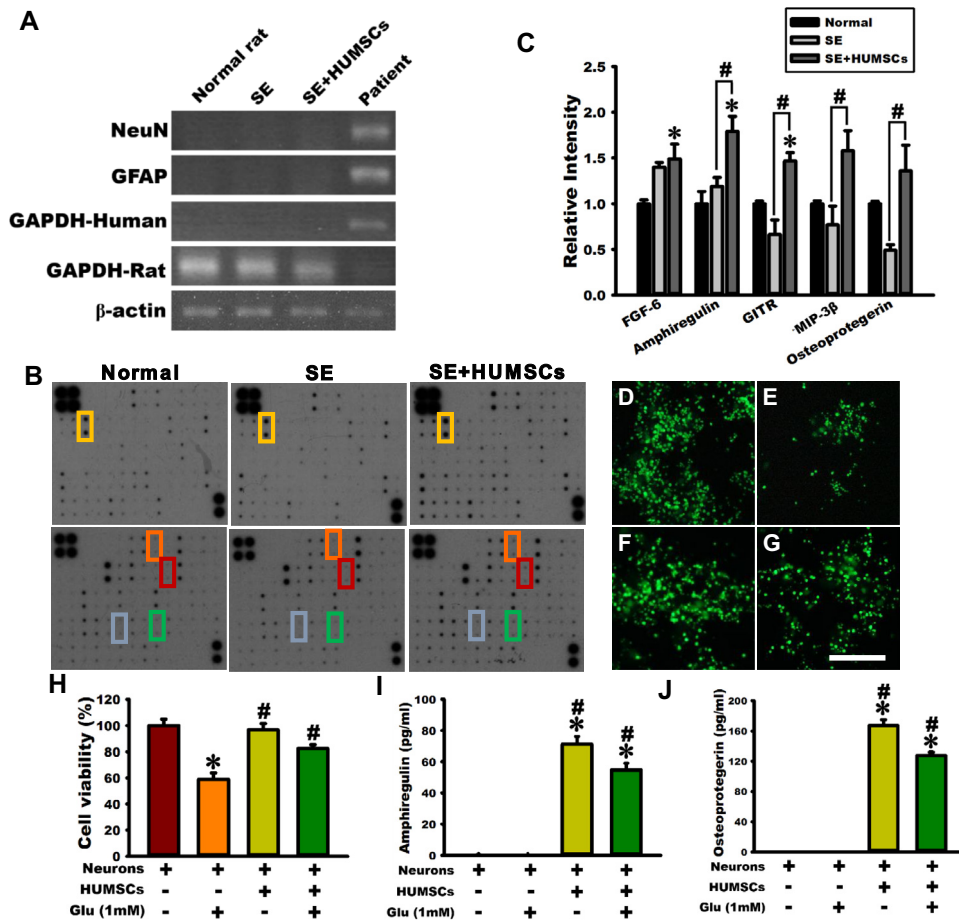 A
Normal rat
SE
SE+HUMSCs
Patient
NeuN
GFAP
GAPDH-Human
GAPDH-Rat
β-actin
C
Normal
SE
SE+HUMSCs
Relative Intensity
2.5
2.0
1.5
1.0
0.5
0.0
*
#
*
#
*
#
#
FGF-6
Amphiregulin
GITR
MIP-3β
Osteoprotegerin
B
Normal
SE
SE+HUMSCs
D
E
F
G
H
Cell viability (%)
120
100
80
60
40
20
0
*
#
#
Neurons + + + +
HUMSCs - - + +
Glu (1mM) - + - +
I
Amphiregulin (pg/ml)
100
80
60
40
20
0
#
*
#
*
Neurons + + + +
HUMSCs - - + +
Glu (1mM) - + - +
J
Osteoprotegerin (pg/ml)
200
160
120
80
40
0
#
*
#
*
Neurons + + + +
HUMSCs - - + +
Glu (1mM) - + - +